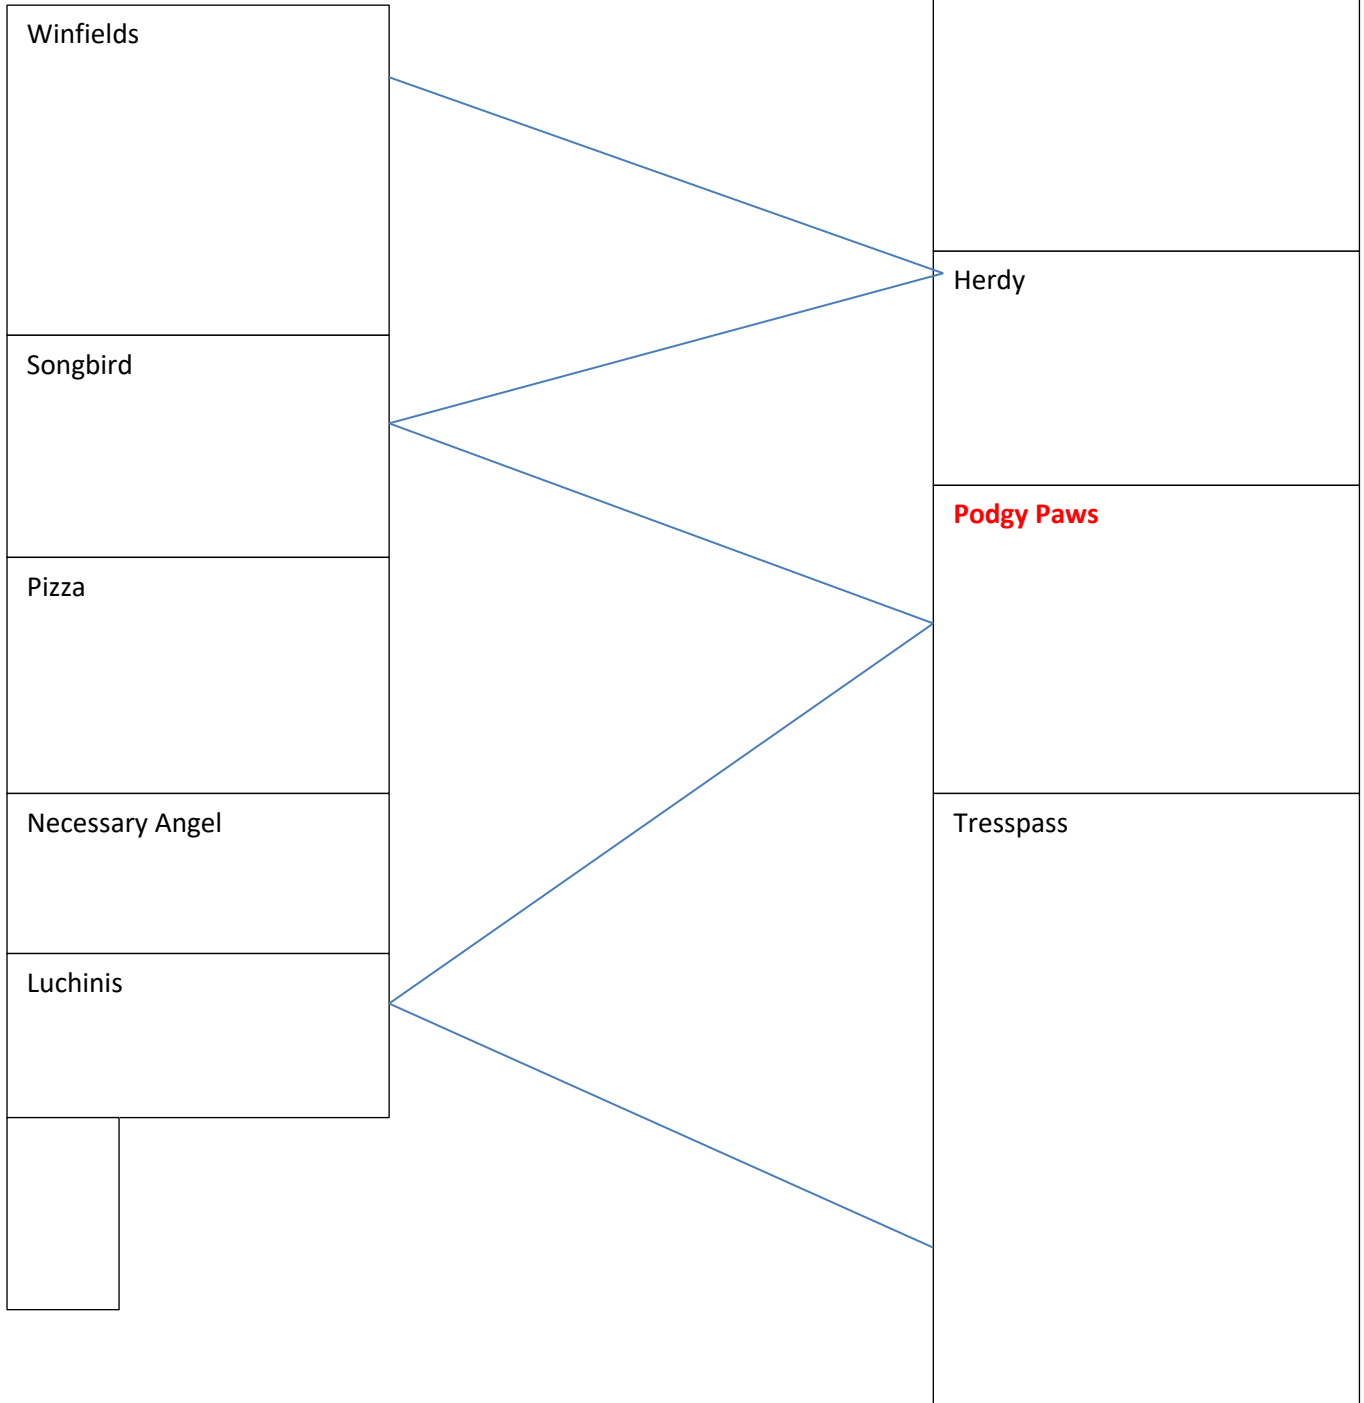 Winfields
Songbird
Pizza
Necessary Angel
Luchinis
Herdy
Podgy Paws
Tresspass